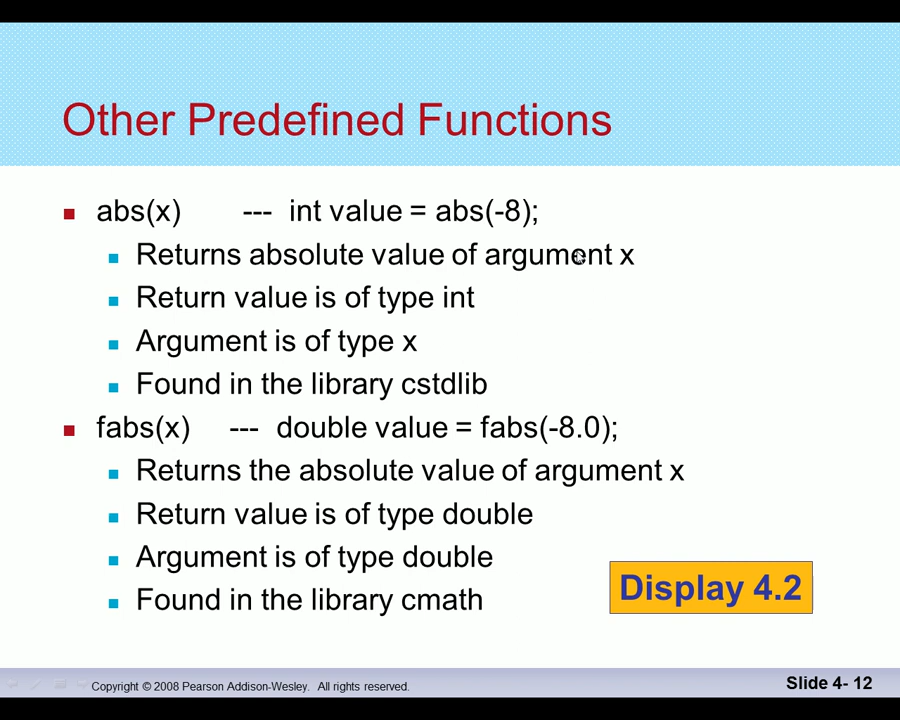 Other Predefined Functions
abs(x) --- int value = abs(-8);
Returns absolute value of argument x
Return value is of type int
Argument is of type x
Found in the library cstdlib
fabs(x) --- double value = fabs(-8.0);
Returns the absolute value of argument x
Return value is of type double
Argument is of type double
Found in the library cmath
Display 4.2
Copyright © 2008 Pearson Addison-Wesley. All rights reserved.
Slide 4- 12